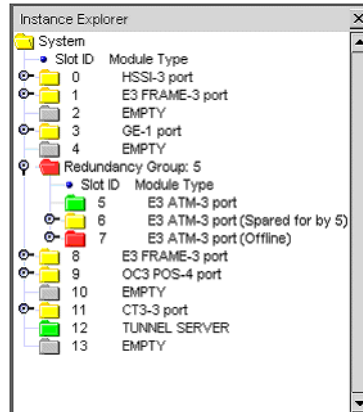 Instance Explorer
System
Slot ID Module Type
0 HSSI-3 port
1 E3 FRAME-3 port
2 EMPTY
3 GE-1 port
4 EMPTY
Redundancy Group: 5
Slot ID Module Type
5 E3 ATM-3 port
6 E3 ATM-3 port (Spared for by 5)
7 E3 ATM-3 port (Offline)
8 E3 FRAME-3 port
9 OC3 POS-4 port
10 EMPTY
11 CT3-3 port
12 TUNNEL SERVER
13 EMPTY